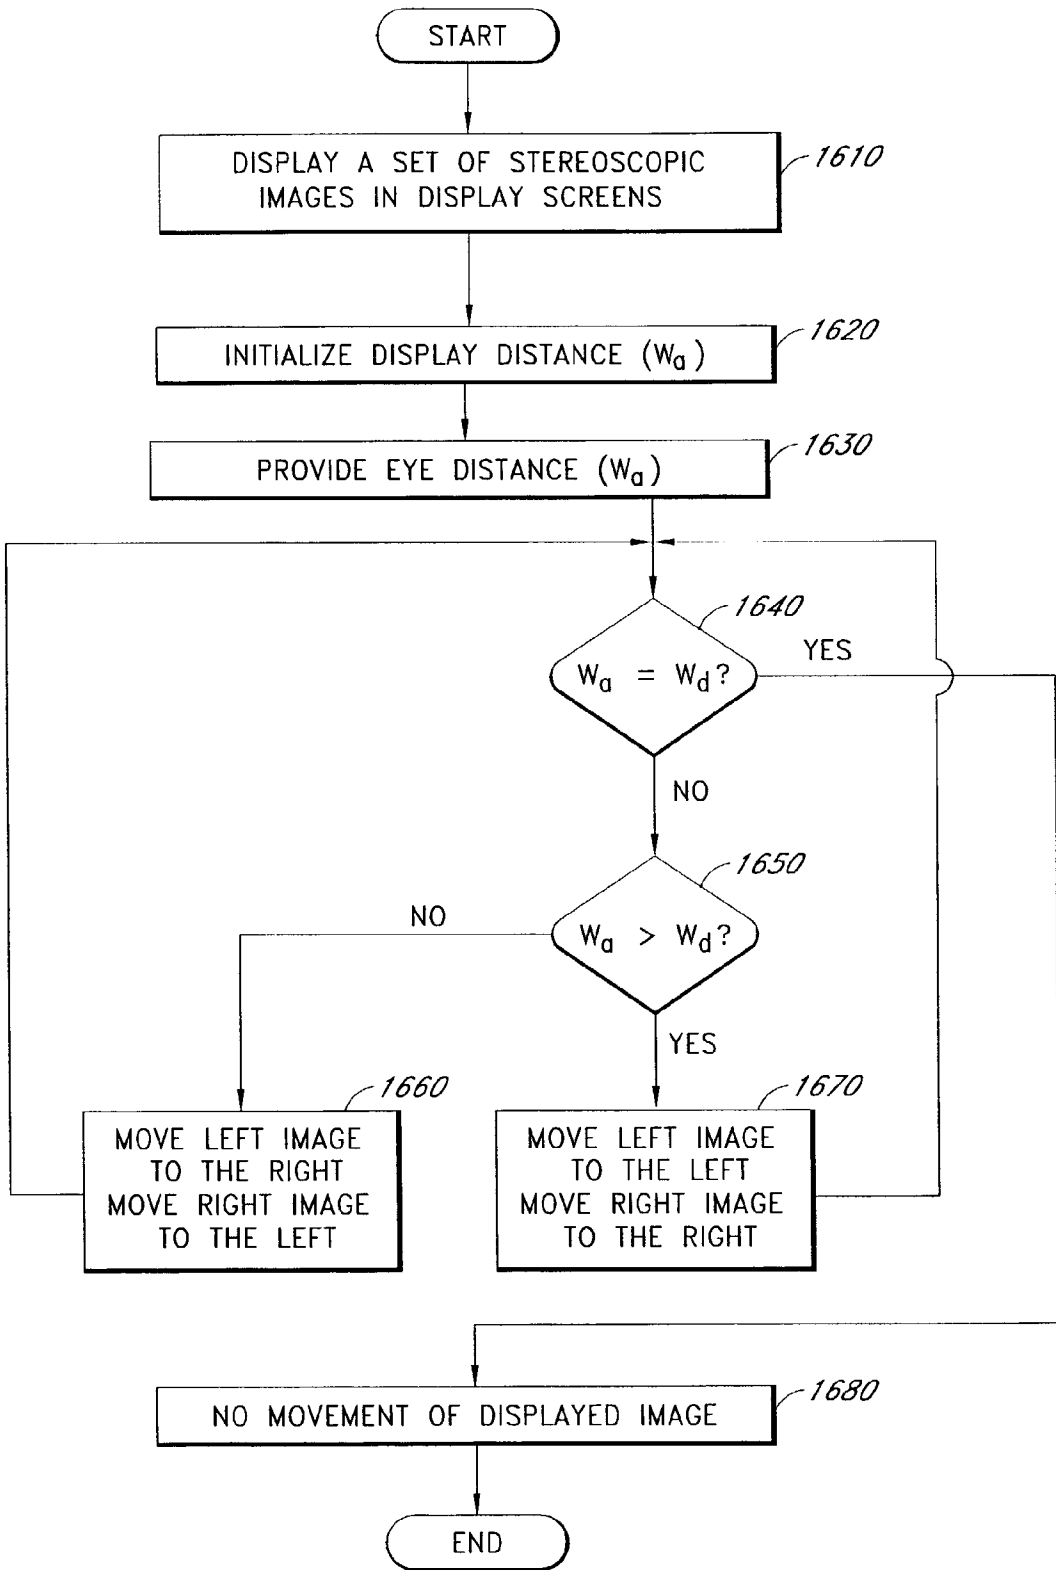 START
DISPLAY A SET OF STEREOSCOPIC
IMAGES IN DISPLAY SCREENS
1610
INITIALIZE DISPLAY DISTANCE (Wa)
1620
PROVIDE EYE DISTANCE (Wa)
1630
1640
Wa = Wd?
YES
NO
1650
Wa > Wd?
NO
YES
1660
MOVE LEFT IMAGE
TO THE RIGHT
MOVE RIGHT IMAGE
TO THE LEFT
1670
MOVE LEFT IMAGE
TO THE LEFT
MOVE RIGHT IMAGE
TO THE RIGHT
NO MOVEMENT OF DISPLAYED IMAGE
1680
END